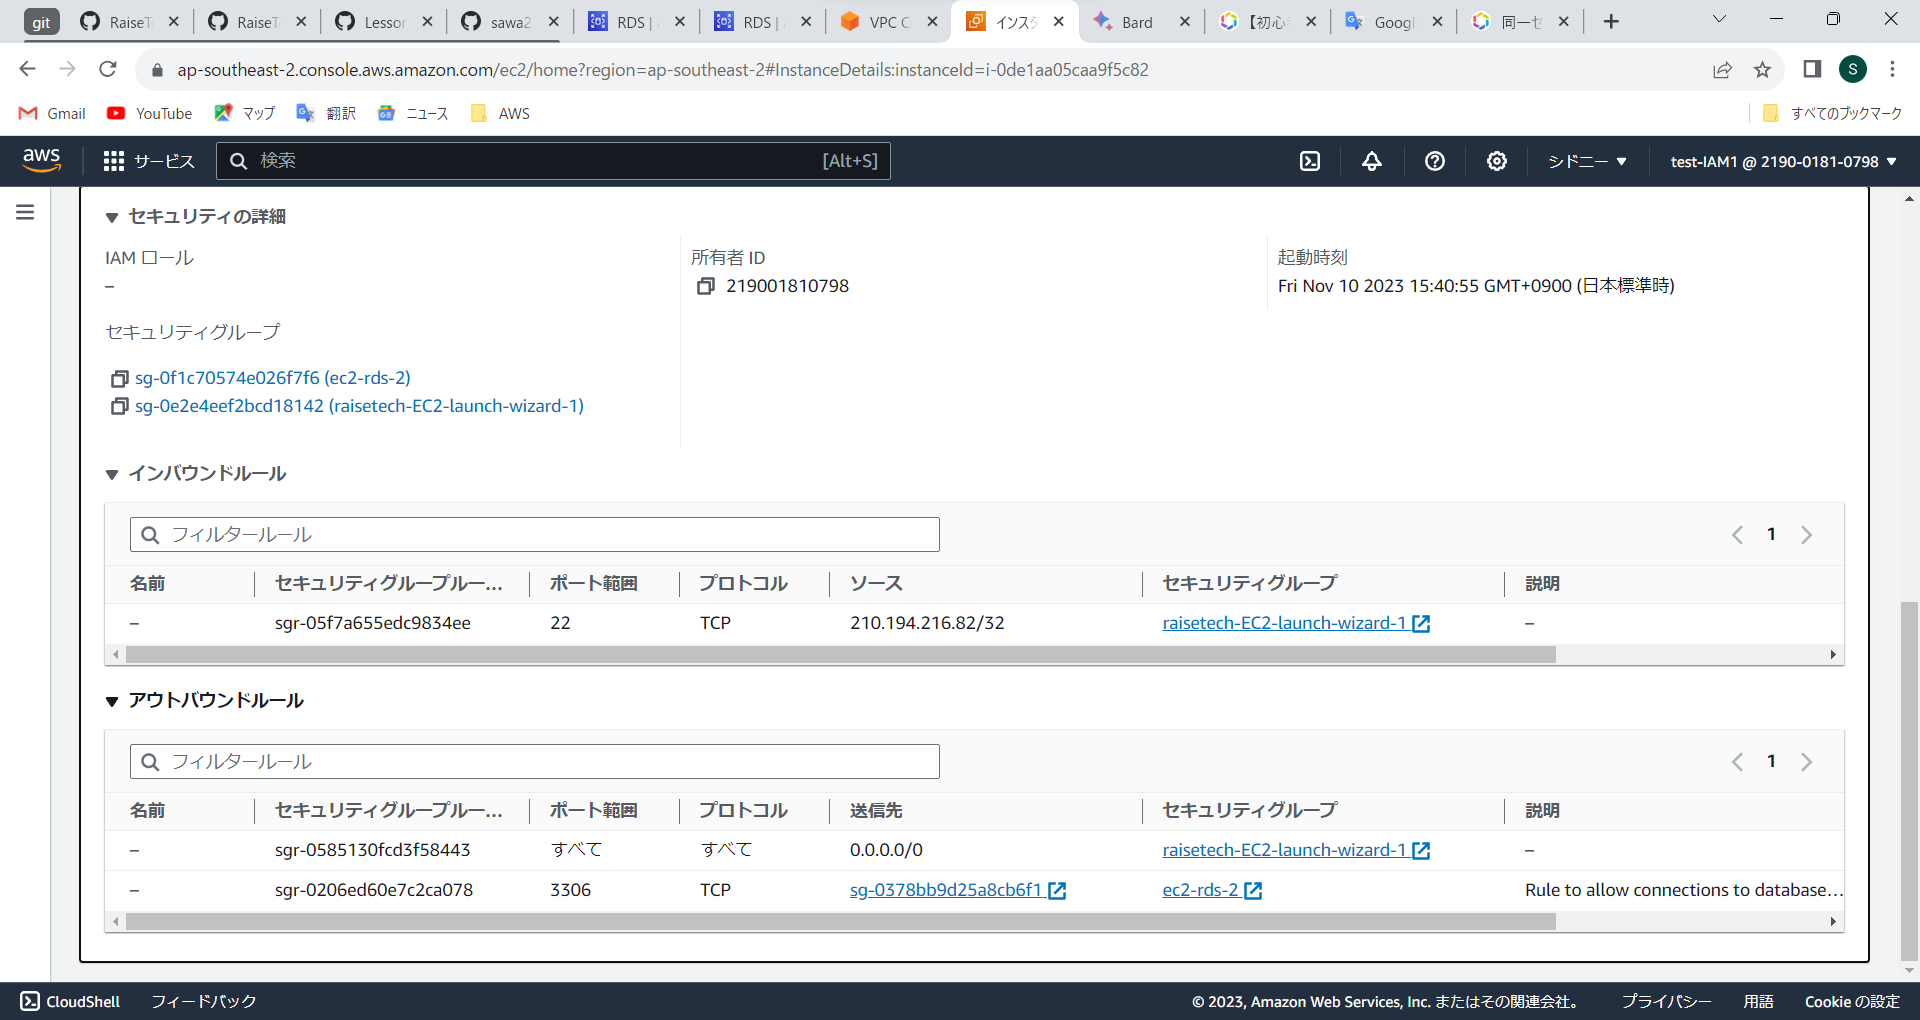 git RaiseT Lesson sawa2 RDS | RDS | VPC C インスタ Bard 【初心 Googl 同一セ
ap-southeast-2.console.aws.amazon.com/ec2/home?region=ap-southeast-2#InstanceDetails:instanceId=i-0de1aa05caa9f5c82 S
Gmail YouTube マップ 翻訳 ニュース AWS すべてのブックマーク
aws サービス 検索 [Alt+S] シドニー test-IAM1 @ 2190-0181-0798
セキュリティの詳細
IAM ロール 所有者 ID 起動時刻
– 219001810798 Fri Nov 10 2023 15:40:55 GMT+0900 (日本標準時)
セキュリティグループ
sg-0f1c70574e026f7f6 (ec2-rds-2)
sg-0e2e4eef2bcd18142 (raisetech-EC2-launch-wizard-1)
インバウンドルール
フィルタールール 1
名前 セキュリティグループルー... ポート範囲 プロトコル ソース セキュリティグループ 説明
– sgr-05f7a655edc9834ee 22 TCP 210.194.216.82/32 raisetech-EC2-launch-wizard-1 –
アウトバウンドルール
フィルタールール 1
名前 セキュリティグループルー... ポート範囲 プロトコル 送信先 セキュリティグループ 説明
– sgr-0585130fcd3f58443 すべて すべて 0.0.0.0/0 raisetech-EC2-launch-wizard-1 –
– sgr-0206ed60e7c2ca078 3306 TCP sg-0378bb9d25a8cb6f1 ec2-rds-2 Rule to allow connections to database...
CloudShell フィードバック © 2023, Amazon Web Services, Inc. またはその関連会社。 プライバシー 用語 Cookie の設定